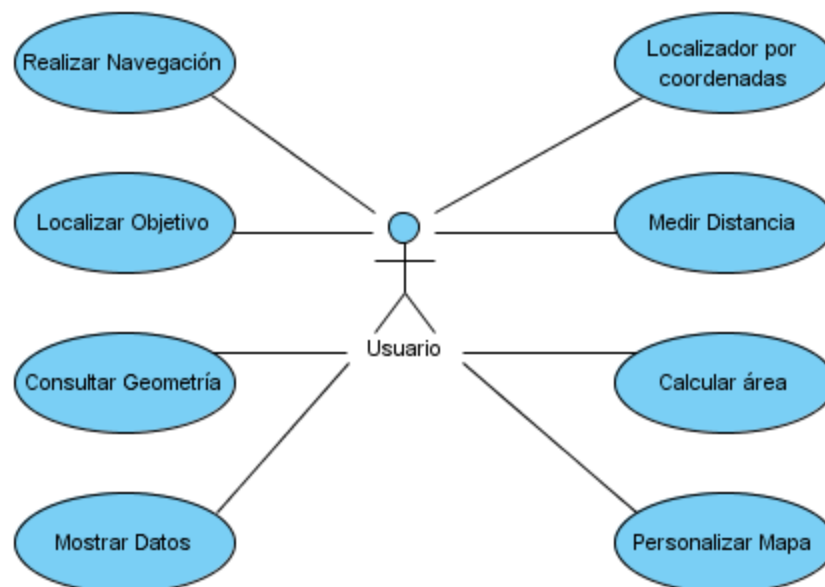 Realizar Navegación
Localizador por
coordenadas
Localizar Objetivo
Medir Distancia
Usuario
Consultar Geometría
Calcular área
Mostrar Datos
Personalizar Mapa